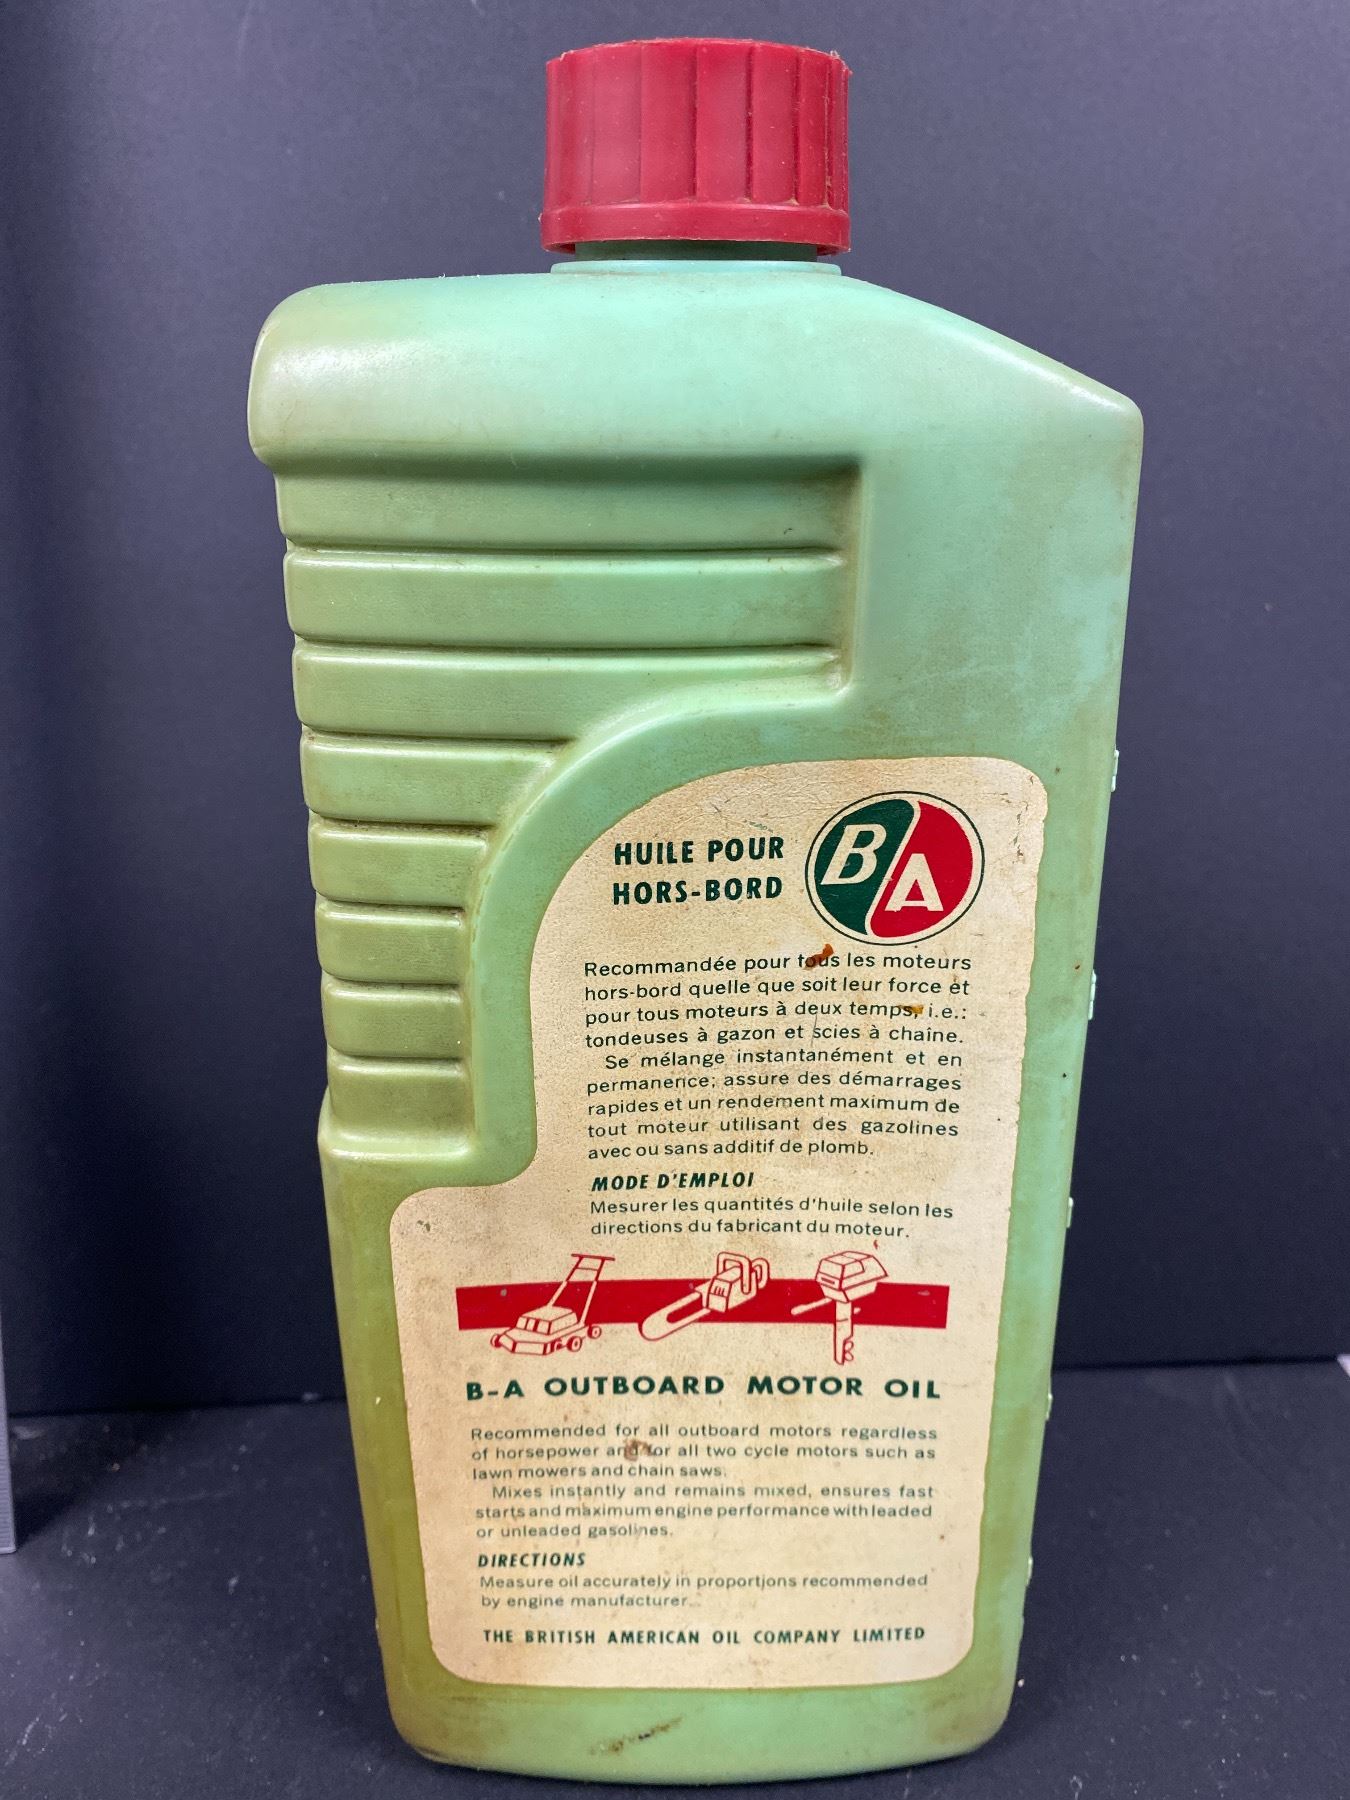 HUILE POUR
HORS-BORD
B A
Recommandée pour tous les moteurs
hors-bord quelle que soit leur force et
pour tous moteurs à deux temps, i.e.:
tondeuses à gazon et scies à chaîne.
Se mélange instantanément et en
permanence; assure des démarrages
rapides et un rendement maximum de
tout moteur utilisant des gazolines
avec ou sans additif de plomb.
MODE D'EMPLOI
Mesurer les quantités d'huile selon les
directions du fabricant du moteur.
B-A OUTBOARD MOTOR OIL
Recommended for all outboard motors regardless
of horsepower and for all two cycle motors such as
lawn mowers and chain saws.
Mixes instantly and remains mixed, ensures fast
starts and maximum engine performance with leaded
or unleaded gasolines.
DIRECTIONS
Measure oil accurately in proportions recommended
by engine manufacturer.
THE BRITISH AMERICAN OIL COMPANY LIMITED